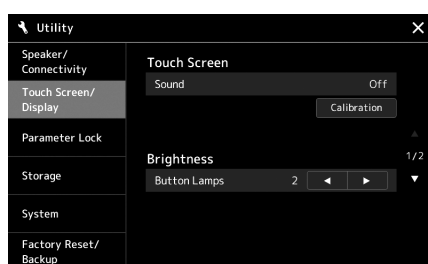 Utility
Speaker/
Connectivity
Touch Screen/
Display
Parameter Lock
Storage
System
Factory Reset/
Backup
Touch Screen
Sound Off
Calibration
Brightness
Button Lamps 2
1/2